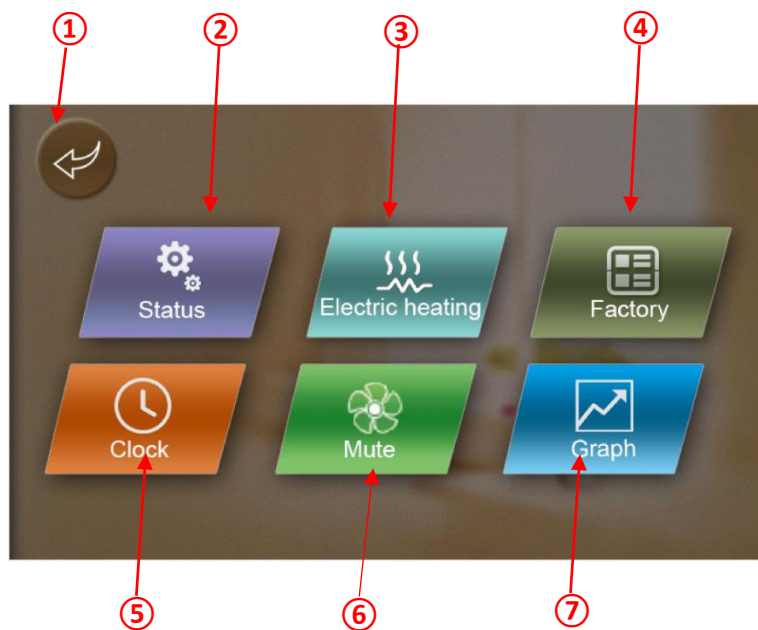 ① ② ③ ④
Status Electric heating Factory
Clock Mute Graph
⑤ ⑥ ⑦